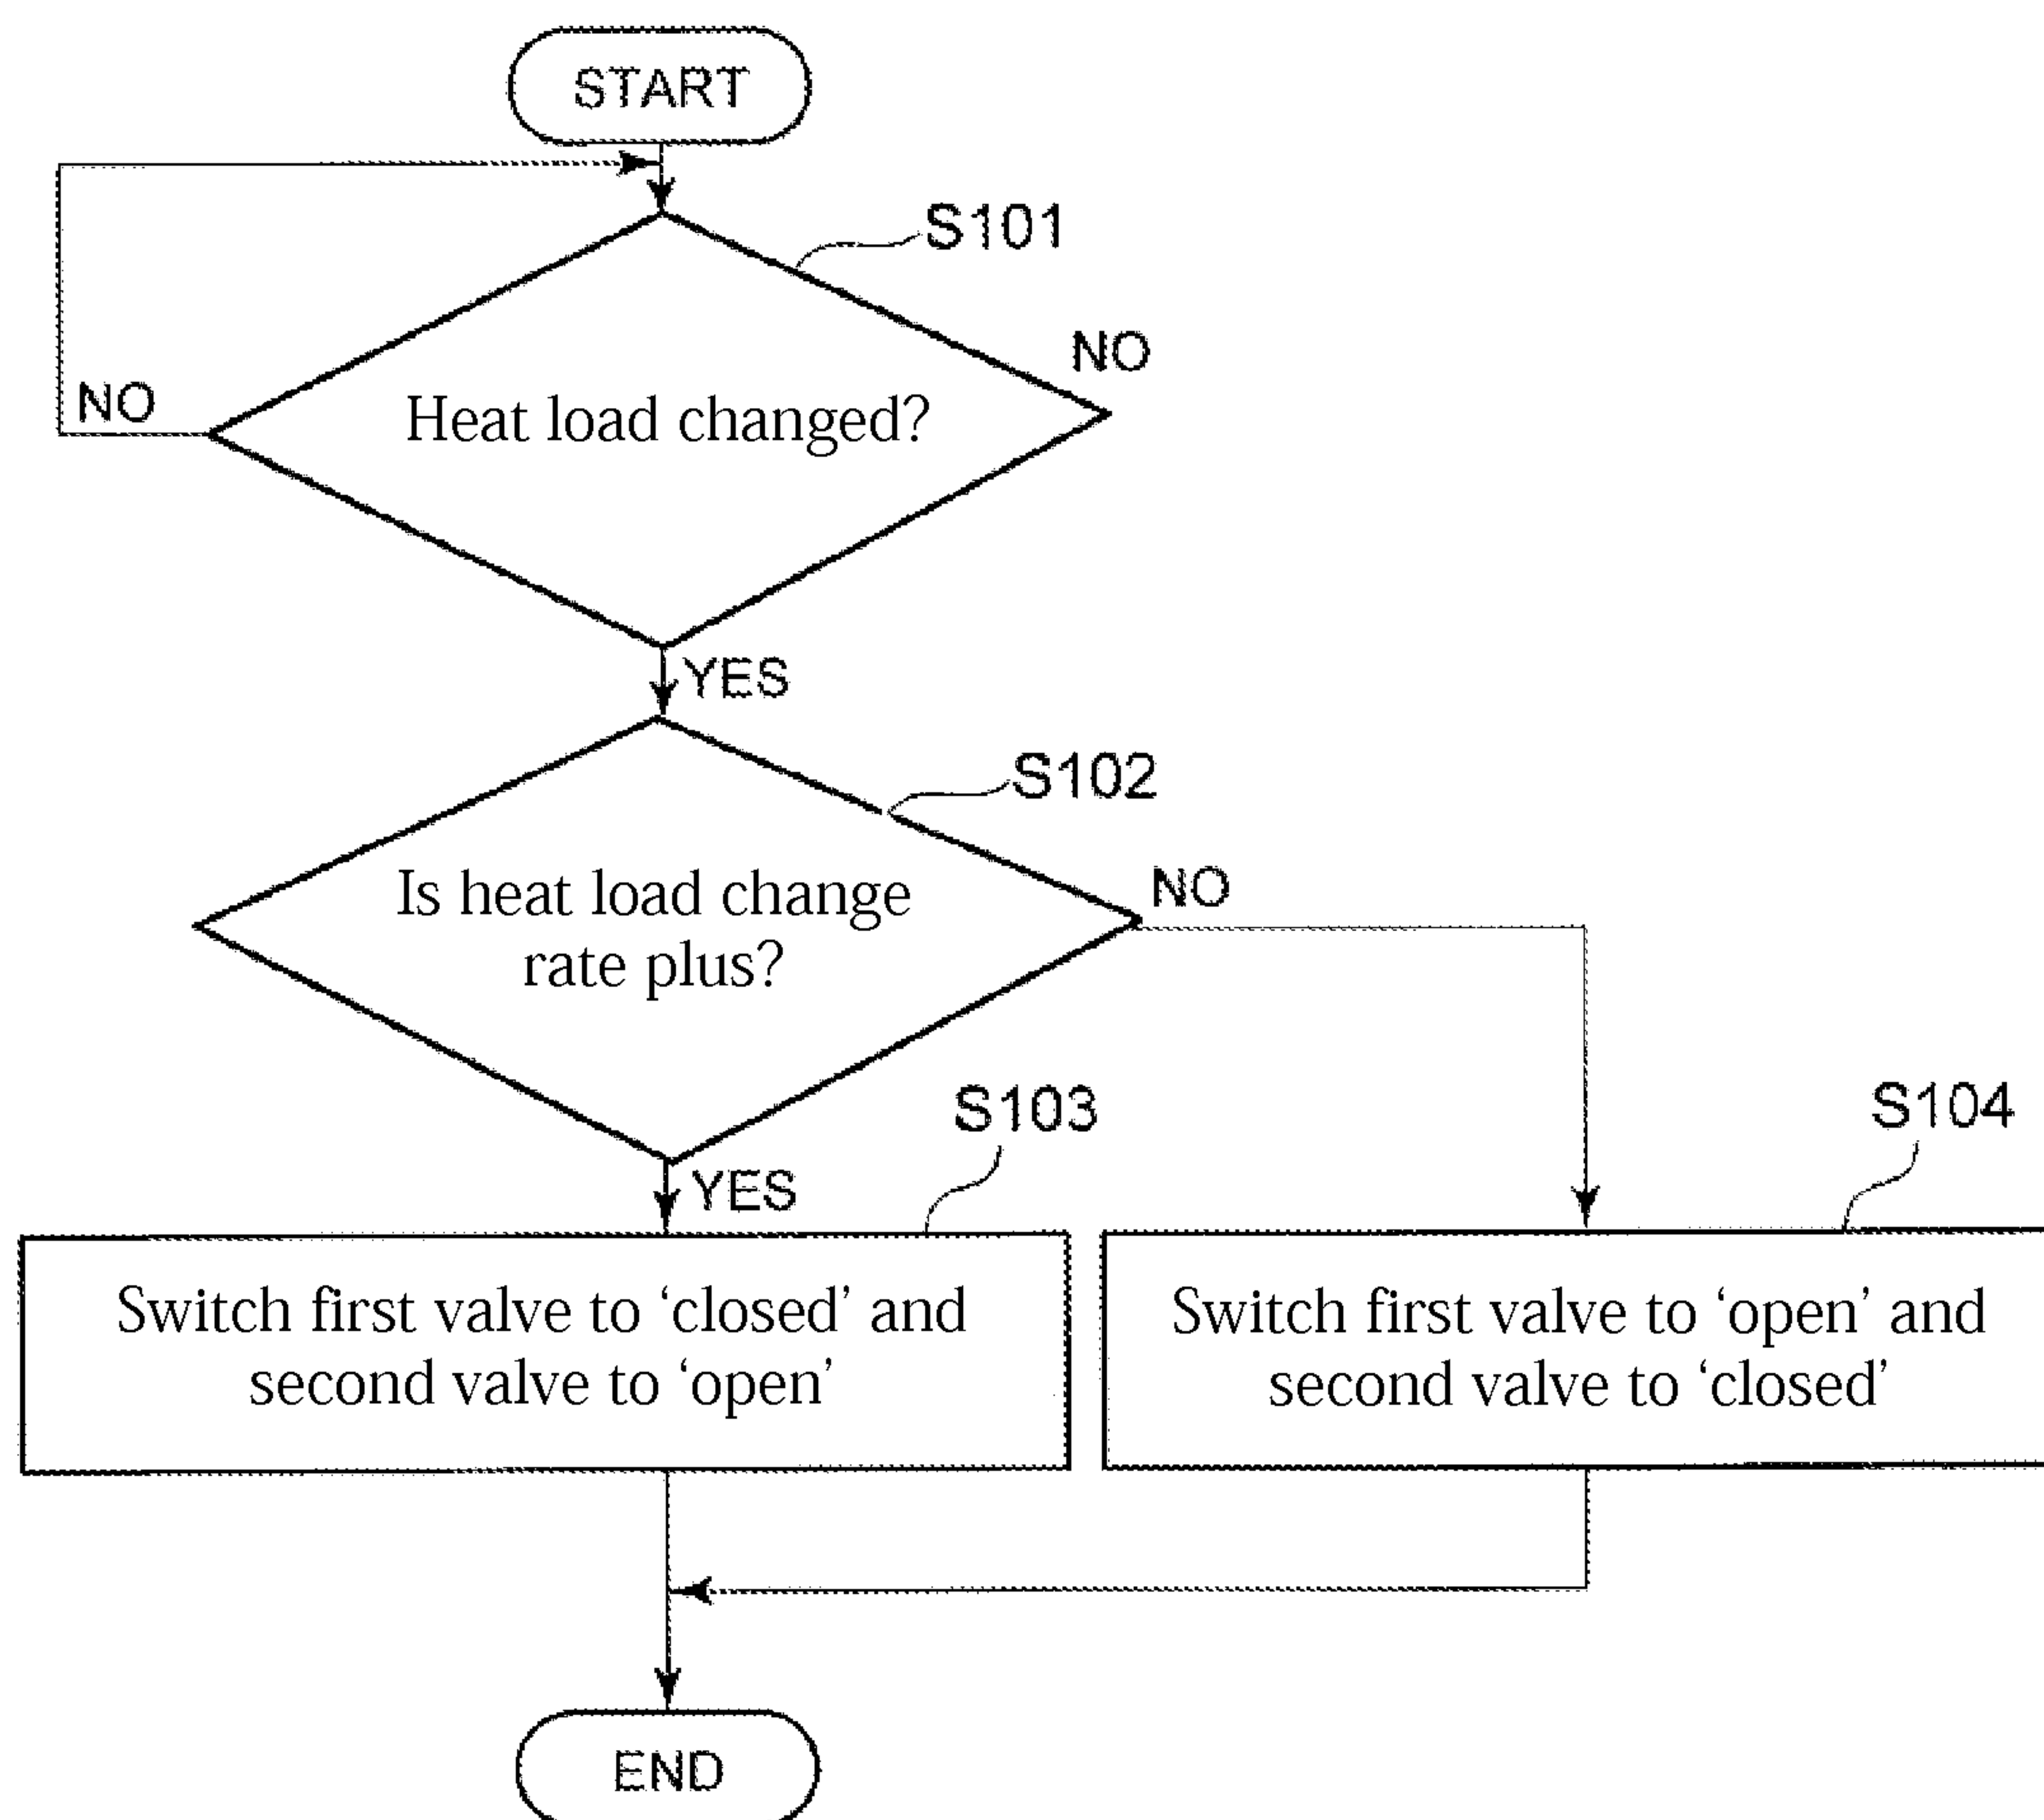 START
S101
NO
NO
Heat load changed?
YES
S102
NO
Is heat load change
rate plus?
S103
S104
YES
Switch first valve to ‘closed’ and
second valve to ‘open’
Switch first valve to ‘open’ and
second valve to ‘closed’
END